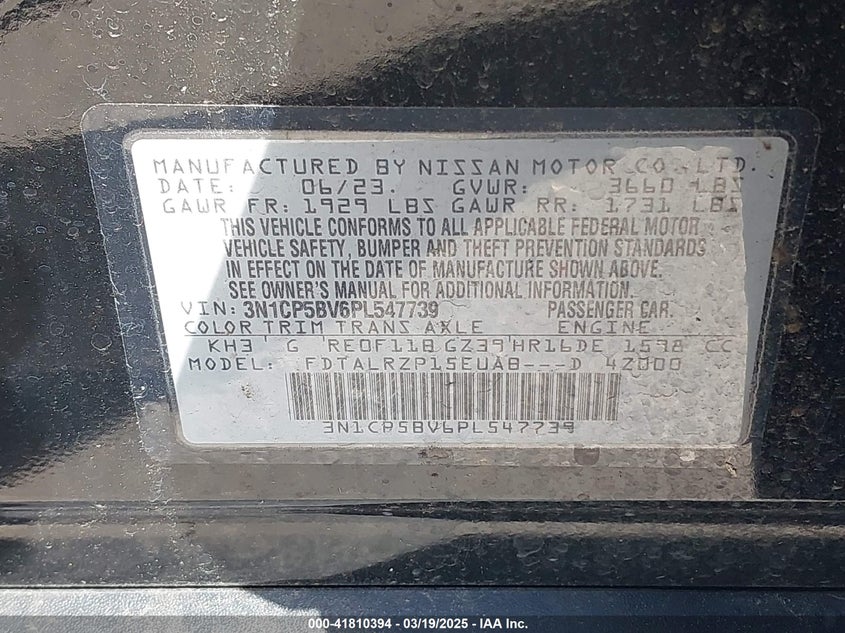 MANUFACTURED BY NISSAN MOTOR CO. LTD.
DATE: 06/23. GVWR: 3660 LBS
GAWR FR: 1929 LBS GAWR RR: 1731 LBS
THIS VEHICLE CONFORMS TO ALL APPLICABLE FEDERAL MOTOR
VEHICLE SAFETY, BUMPER AND THEFT PREVENTION STANDARDS
IN EFFECT ON THE DATE OF MANUFACTURE SHOWN ABOVE.
SEE OWNER'S MANUAL FOR ADDITIONAL INFORMATION.
VIN: 3N1CP5BV6PL547739 PASSENGER CAR.
COLOR TRIM TRANS AXLE ENGINE
KH3 G RE0F11B GZ39 HR16DE 1598 CC
MODEL: FDTALRZP15EUAB---D 4Z000
3N1CP5BV6PL547739
000-41810394 — 03/19/2025 — IAA Inc.